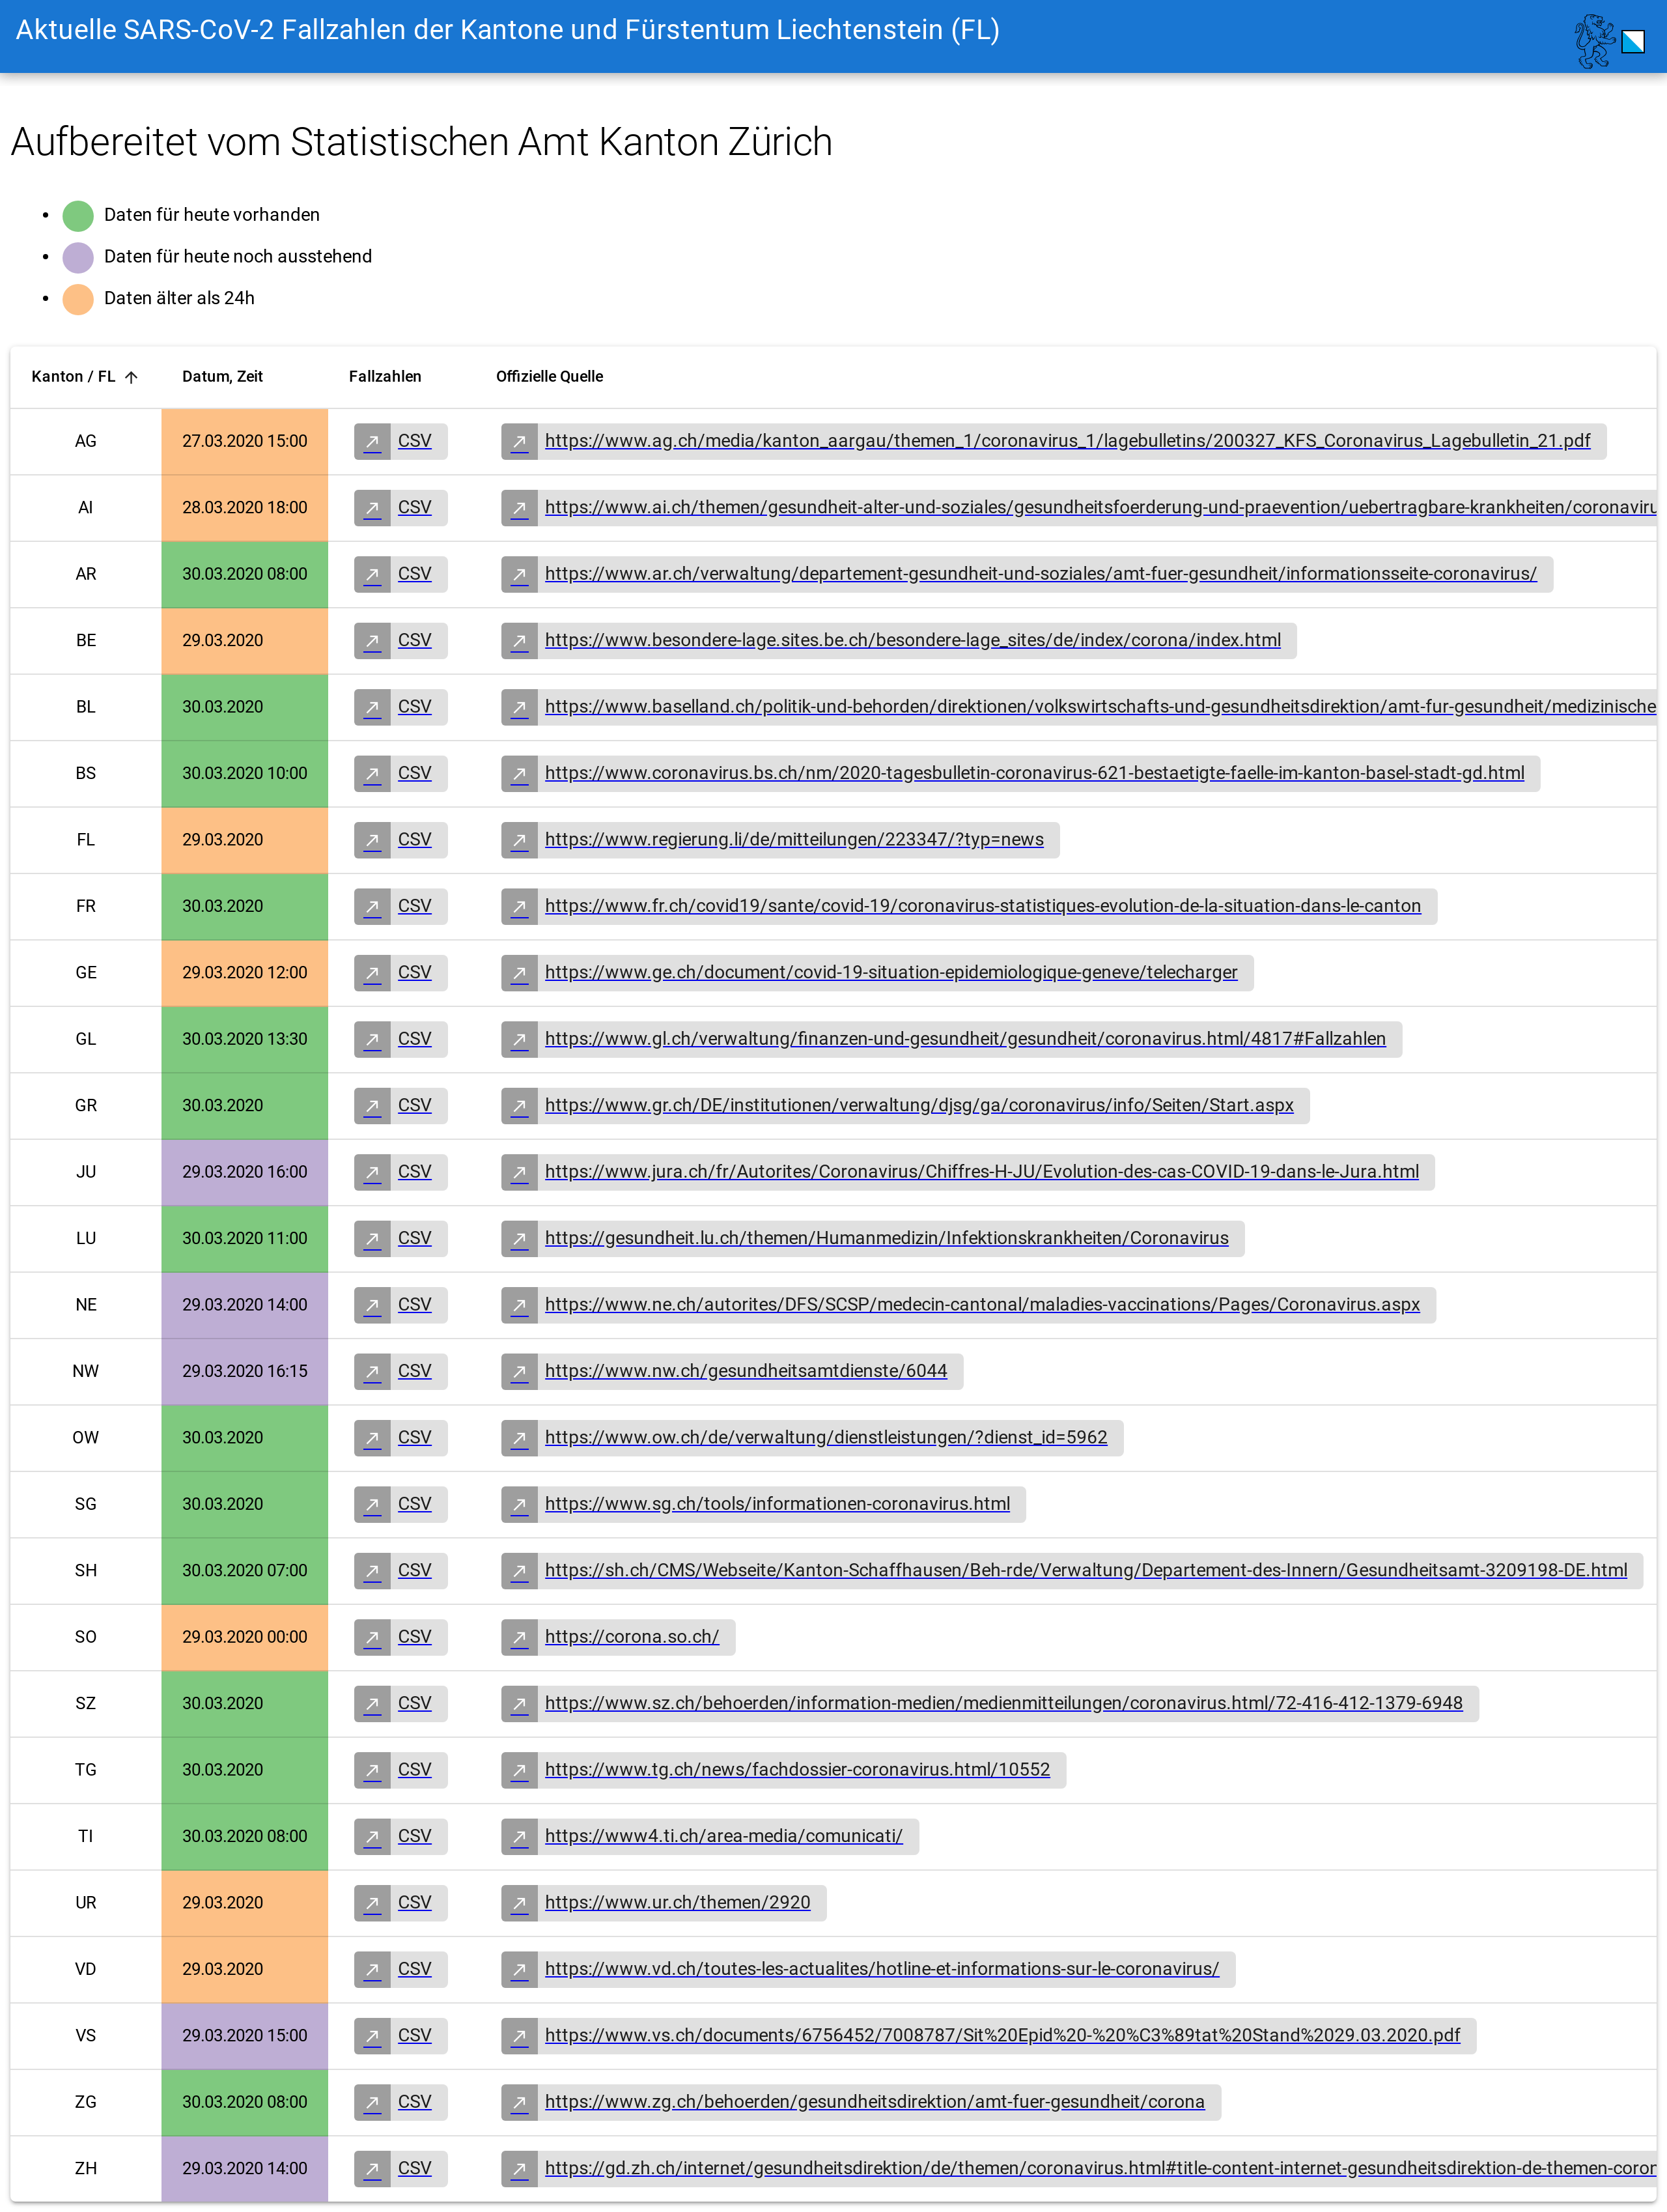 Aktuelle SARS-CoV-2 Fallzahlen der Kantone und Fürstentum Liechtenstein (FL)
Aufbereitet vom Statistischen Amt Kanton Zürich
Daten für heute vorhanden
Daten für heute noch ausstehend
Daten älter als 24h
Kanton / FL Datum, Zeit Fallzahlen Offizielle Quelle
AG 27.03.2020 15:00 CSV https://www.ag.ch/media/kanton_aargau/themen_1/coronavirus_1/lagebulletins/200327_KFS_Coronavirus_Lagebulletin_21.pdf
AI 28.03.2020 18:00 CSV https://www.ai.ch/themen/gesundheit-alter-und-soziales/gesundheitsfoerderung-und-praevention/uebertragbare-krankheiten/coronaviru
AR 30.03.2020 08:00 CSV https://www.ar.ch/verwaltung/departement-gesundheit-und-soziales/amt-fuer-gesundheit/informationsseite-coronavirus/
BE 29.03.2020 CSV https://www.besondere-lage.sites.be.ch/besondere-lage_sites/de/index/corona/index.html
BL 30.03.2020 CSV https://www.baselland.ch/politik-und-behorden/direktionen/volkswirtschafts-und-gesundheitsdirektion/amt-fur-gesundheit/medizinische
BS 30.03.2020 10:00 CSV https://www.coronavirus.bs.ch/nm/2020-tagesbulletin-coronavirus-621-bestaetigte-faelle-im-kanton-basel-stadt-gd.html
FL 29.03.2020 CSV https://www.regierung.li/de/mitteilungen/223347/?typ=news
FR 30.03.2020 CSV https://www.fr.ch/covid19/sante/covid-19/coronavirus-statistiques-evolution-de-la-situation-dans-le-canton
GE 29.03.2020 12:00 CSV https://www.ge.ch/document/covid-19-situation-epidemiologique-geneve/telecharger
GL 30.03.2020 13:30 CSV https://www.gl.ch/verwaltung/finanzen-und-gesundheit/gesundheit/coronavirus.html/4817#Fallzahlen
GR 30.03.2020 CSV https://www.gr.ch/DE/institutionen/verwaltung/djsg/ga/coronavirus/info/Seiten/Start.aspx
JU 29.03.2020 16:00 CSV https://www.jura.ch/fr/Autorites/Coronavirus/Chiffres-H-JU/Evolution-des-cas-COVID-19-dans-le-Jura.html
LU 30.03.2020 11:00 CSV https://gesundheit.lu.ch/themen/Humanmedizin/Infektionskrankheiten/Coronavirus
NE 29.03.2020 14:00 CSV https://www.ne.ch/autorites/DFS/SCSP/medecin-cantonal/maladies-vaccinations/Pages/Coronavirus.aspx
NW 29.03.2020 16:15 CSV https://www.nw.ch/gesundheitsamtdienste/6044
OW 30.03.2020 CSV https://www.ow.ch/de/verwaltung/dienstleistungen/?dienst_id=5962
SG 30.03.2020 CSV https://www.sg.ch/tools/informationen-coronavirus.html
SH 30.03.2020 07:00 CSV https://sh.ch/CMS/Webseite/Kanton-Schaffhausen/Beh-rde/Verwaltung/Departement-des-Innern/Gesundheitsamt-3209198-DE.html
SO 29.03.2020 00:00 CSV https://corona.so.ch/
SZ 30.03.2020 CSV https://www.sz.ch/behoerden/information-medien/medienmitteilungen/coronavirus.html/72-416-412-1379-6948
TG 30.03.2020 CSV https://www.tg.ch/news/fachdossier-coronavirus.html/10552
TI 30.03.2020 08:00 CSV https://www4.ti.ch/area-media/comunicati/
UR 29.03.2020 CSV https://www.ur.ch/themen/2920
VD 29.03.2020 CSV https://www.vd.ch/toutes-les-actualites/hotline-et-informations-sur-le-coronavirus/
VS 29.03.2020 15:00 CSV https://www.vs.ch/documents/6756452/7008787/Sit%20Epid%20-%20%C3%89tat%20Stand%2029.03.2020.pdf
ZG 30.03.2020 08:00 CSV https://www.zg.ch/behoerden/gesundheitsdirektion/amt-fuer-gesundheit/corona
ZH 29.03.2020 14:00 CSV https://gd.zh.ch/internet/gesundheitsdirektion/de/themen/coronavirus.html#title-content-internet-gesundheitsdirektion-de-themen-coron